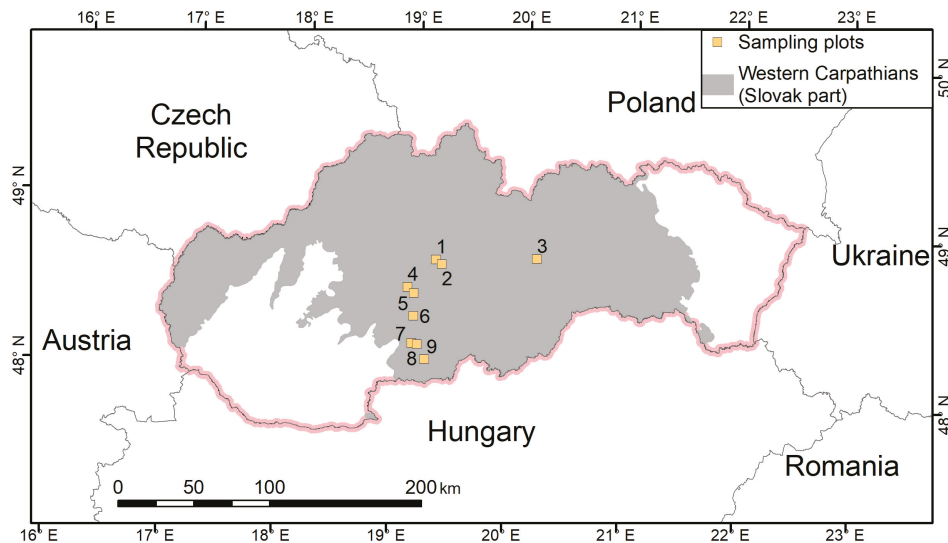 16° E 17° E 18° E 19° E 20° E 21° E 22° E 23° E
Sampling plots
Western Carpathians
(Slovak part)
50° N
Poland
Czech
Republic
49° N
49° N
1
2
3
Ukraine
4
5
6
Austria
7
8
9
48° N
48° N
Hungary
Romania
0 50 100 200 km
16° E 17° E 18° E 19° E 20° E 21° E 22° E 23° E